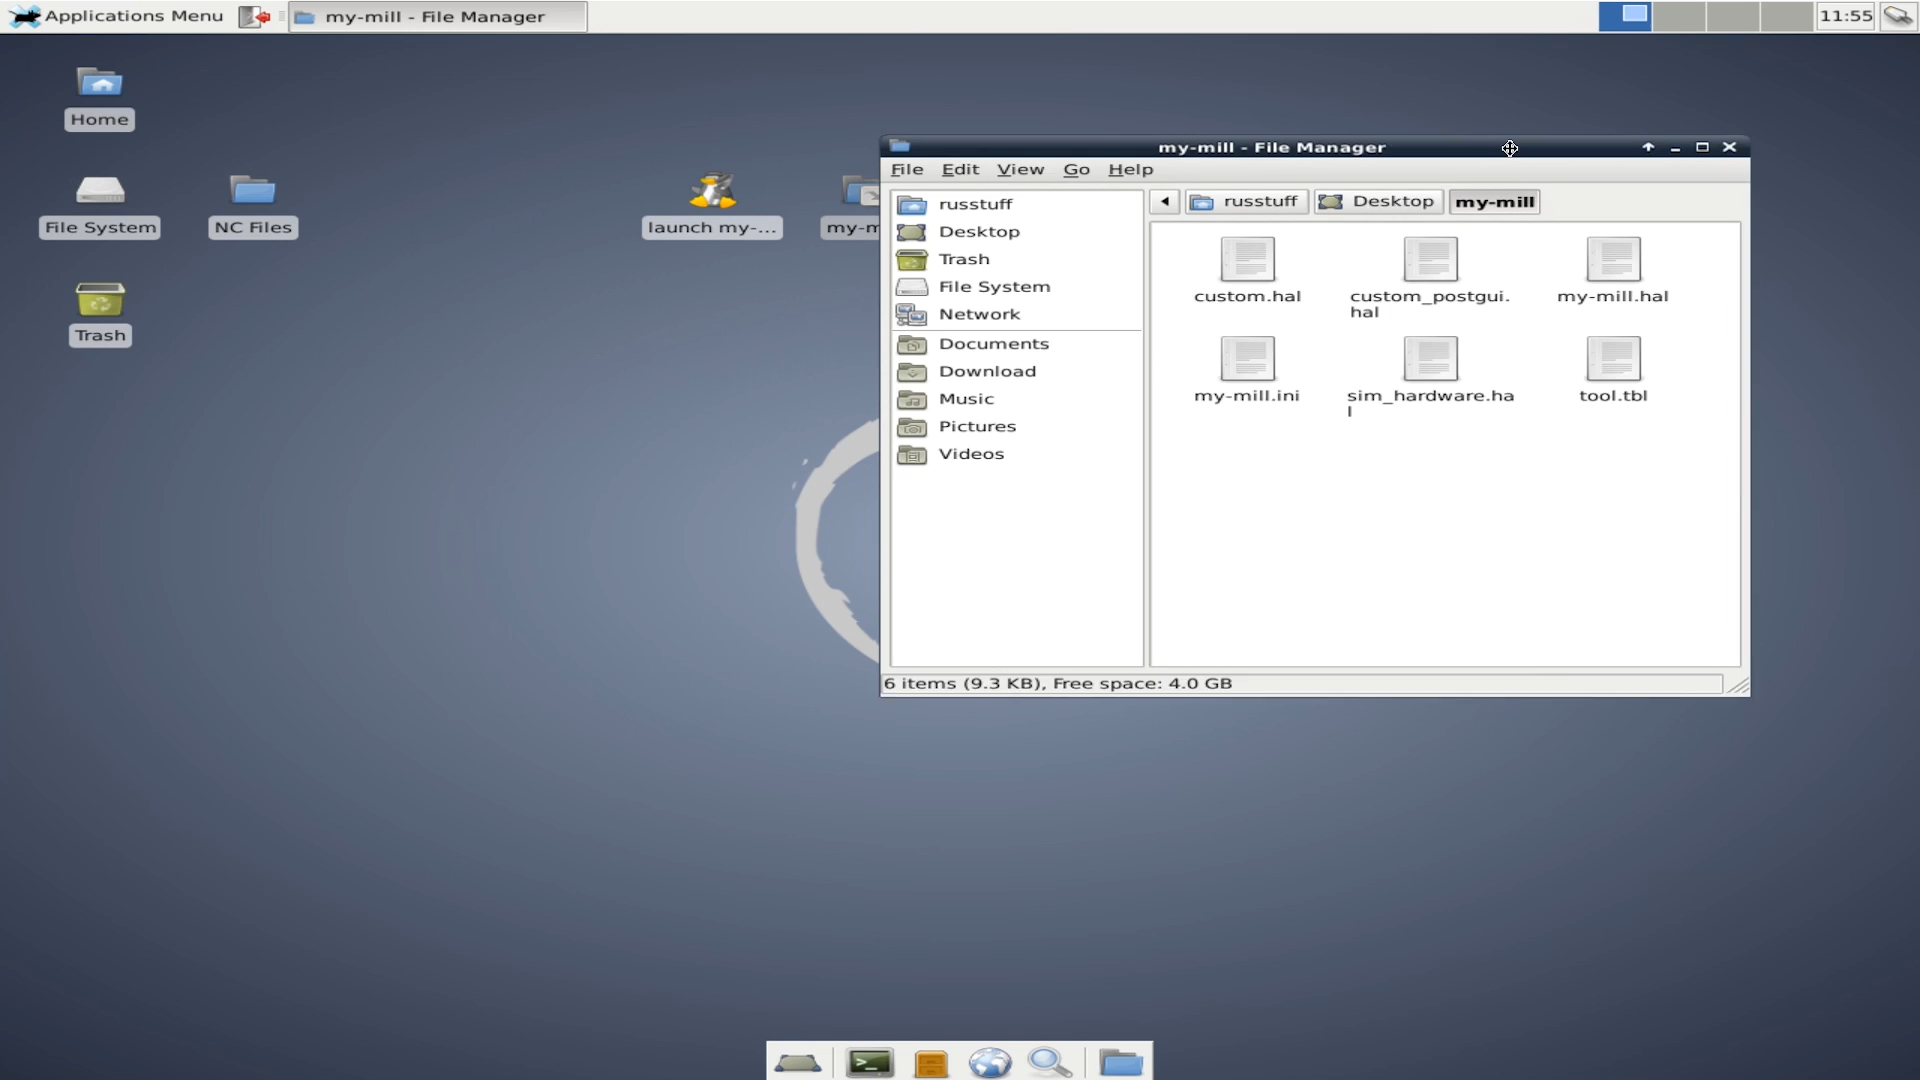 Applications Menu
my-mill - File Manager
11:55
Home
File System
NC Files
launch my-...
my-m
Trash
my-mill - File Manager
File Edit View Go Help
russtuff
Desktop
Trash
File System
Network
Documents
Download
Music
Pictures
Videos
russtuff Desktop my-mill
custom.hal
custom_postgui.
hal
my-mill.hal
my-mill.ini
sim_hardware.ha
l
tool.tbl
6 items (9.3 KB), Free space: 4.0 GB